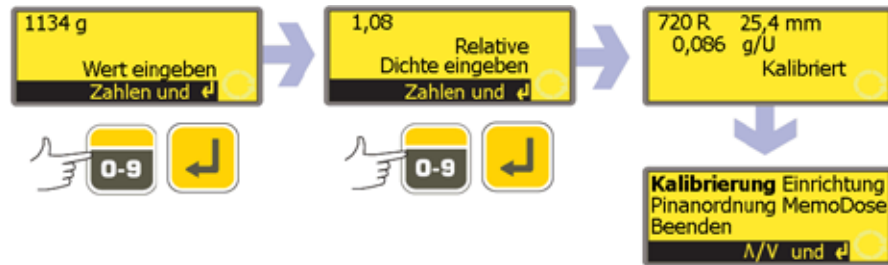 1134 g
Wert eingeben
Zahlen und ↲
0-9
1,08
Relative
Dichte eingeben
Zahlen und ↲
0-9
720 R 25,4 mm
0,086 g/U
Kalibriert
Kalibrierung Einrichtung
Pinanordnung MemoDose
Beenden
Λ/V und ↲